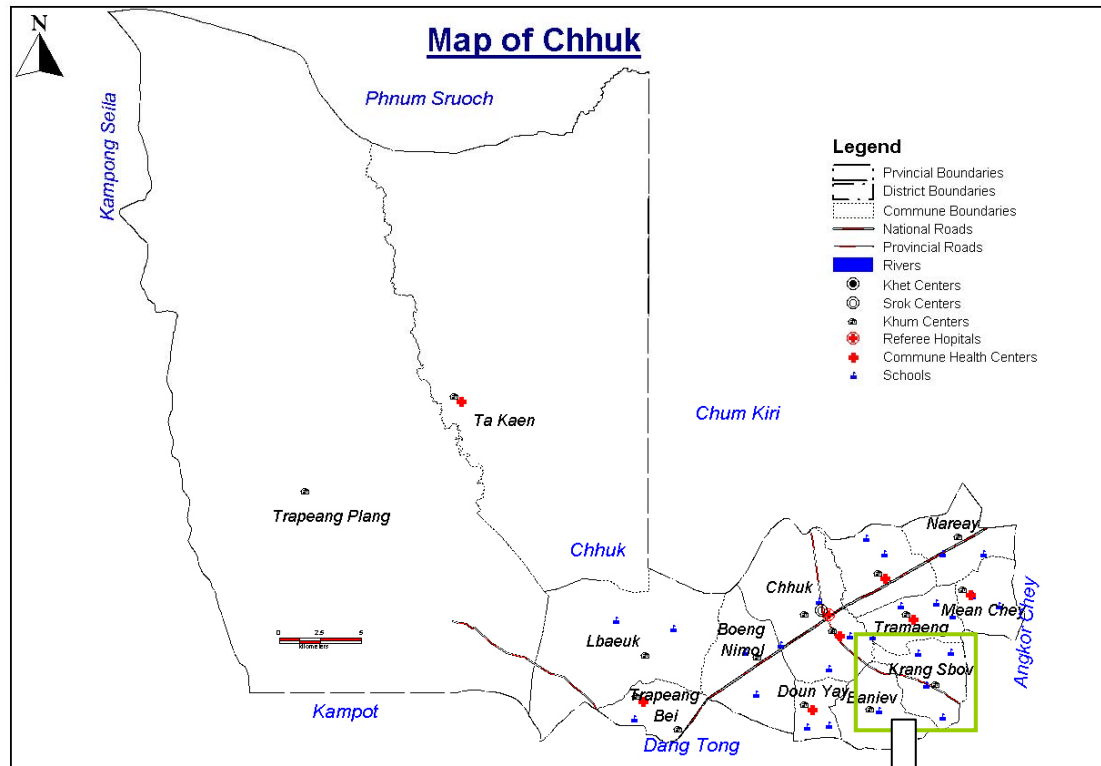 Map of Chhuk
N
Phnum Sruoch
Kampong Seila
Legend
Prvincial Boundaries
District Boundaries
Commune Boundaries
National Roads
Provincial Roads
Rivers
Khet Centers
Srok Centers
Khum Centers
Referee Hopitals
Commune Health Centers
Schools
Ta Kaen
Chum Kiri
Trapeang Plang
Nareay
Chhuk
Chhuk
Mean Chey
Angkor Chey
Tramaeng
Boeng
Nimol
Lbaeuk
0 2.5 5
kilometers
Krang Sbov
Trapeang
Bei
Doun Yay
Baniev
Kampot
Dang Tong